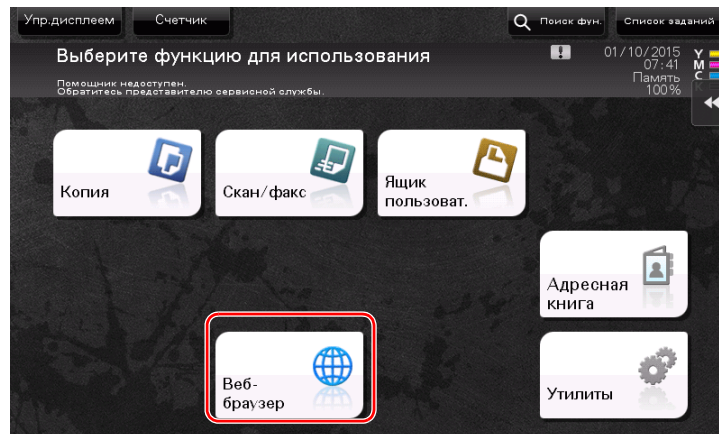 Упр.дисплеем
Счетчик
Поиск фун.
Список заданий
Выберите функцию для использования
01/10/2015
07:41
Память
100%
Y
M
C
K
Помощник недоступен.
Обратитесь представителю сервисной службы.
Копия
Скан/факс
Ящик
пользоват.
Адресная
книга
Веб-
браузер
Утилиты